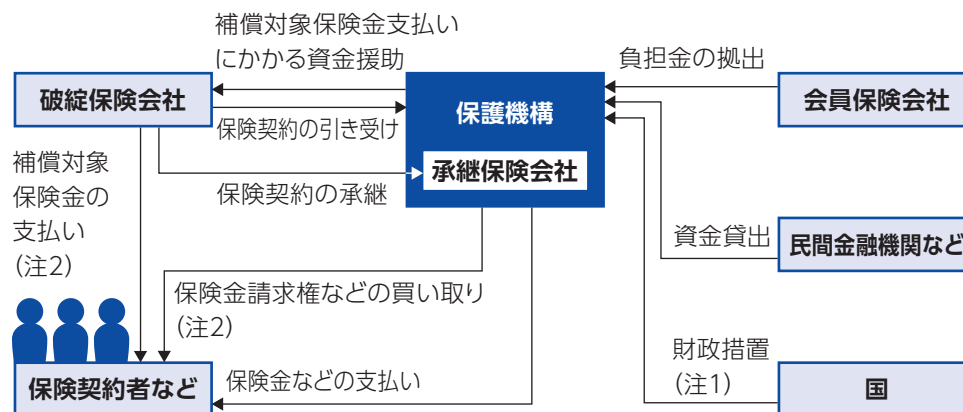 補償対象保険金支払い
にかかる資金援助
負担金の拠出
破綻保険会社
保護機構
会員保険会社
保険契約の引き受け
承継保険会社
補償対象
保険金の
支払い
(注2)
保険契約の承継
資金貸出
民間金融機関など
保険金請求権などの買い取り
(注2)
財政措置
(注1)
保険契約者など
保険金などの支払い
国